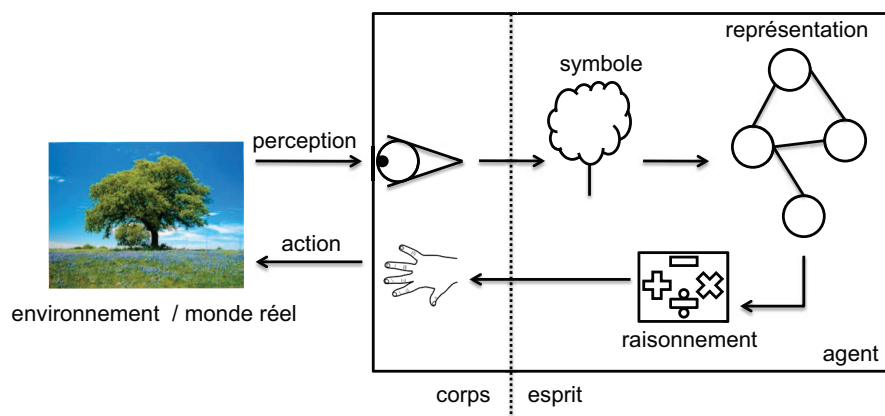 représentation
symbole
perception
action
environnement / monde réel
raisonnement
agent
corps
esprit